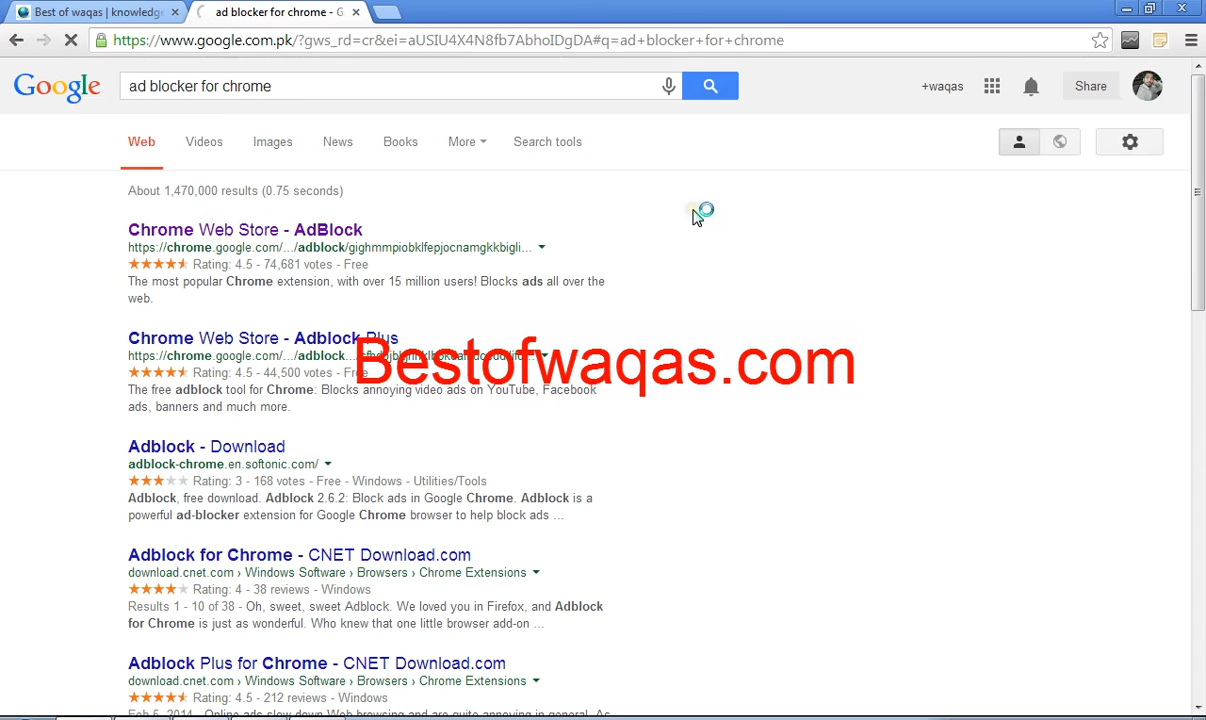 Best of waqas | knowledg
ad blocker for chrome - G
https://www.google.com.pk/?gws_rd=cr&ei=aUSIU4X4N8fb7AbhoIDgDA#q=ad+blocker+for+chrome
Google
ad blocker for chrome
+waqas
Share
Web
Videos
Images
News
Books
More
Search tools
About 1,470,000 results (0.75 seconds)
Chrome Web Store - AdBlock
https://chrome.google.com/.../adblock/gighmmpiobklfepjocnamgkkbigli...
Rating: 4.5 - 74,681 votes - Free
The most popular Chrome extension, with over 15 million users! Blocks ads all over the
web.
Chrome Web Store - Adblock Plus
https://chrome.google.com/.../adblock...
Rating: 4.5 - 44,500 votes - Free
Bestofwaqas.com
The free adblock tool for Chrome: Blocks annoying video ads on YouTube, Facebook
ads, banners and much more.
Adblock - Download
adblock-chrome.en.softonic.com/
Rating: 3 - 168 votes - Free - Windows - Utilities/Tools
Adblock, free download. Adblock 2.6.2: Block ads in Google Chrome. Adblock is a
powerful ad-blocker extension for Google Chrome browser to help block ads ...
Adblock for Chrome - CNET Download.com
download.cnet.com › Windows Software › Browsers › Chrome Extensions
Rating: 4 - 38 reviews - Windows
Results 1 - 10 of 38 - Oh, sweet, sweet Adblock. We loved you in Firefox, and Adblock
for Chrome is just as wonderful. Who knew that one little browser add-on ...
Adblock Plus for Chrome - CNET Download.com
download.cnet.com › Windows Software › Browsers › Chrome Extensions
Rating: 4.5 - 212 reviews - Windows
Feb 5, 2014 - Online ads slow down Web browsing and are quite annoying in general. As